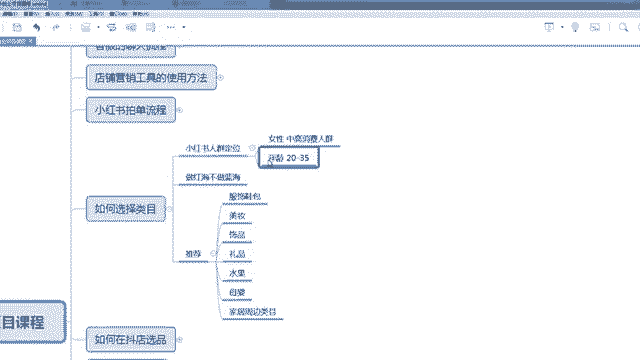 店铺营销工具的使用方法
小红书拍单流程
小红书人群定位
女性 中高消费人群
年龄 20-35
做红海不做蓝海
如何选择类目
推荐
服饰鞋包
美妆
饰品
礼品
水果
母婴
家居周边类目
目课程
如何在抖店选品